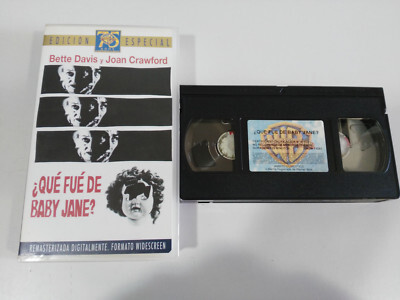 EDICIÓN ESPECIAL
75
Bette Davis y Joan Crawford
¿QUÉ FUÉ DE
BABY JANE?
REMASTERIZADA DIGITALMENTE. FORMATO WIDESCREEN
¿QUÉ FUÉ DE BABY JANE?